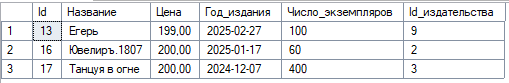 Id Название Цена Год_издания Число_экземпляров Id_издательства
1 13 Егерь 199,00 2025-02-27 100 9
2 16 Ювелиръ.1807 200,00 2025-01-17 60 2
3 17 Танцуя в огне 200,00 2024-12-07 400 3